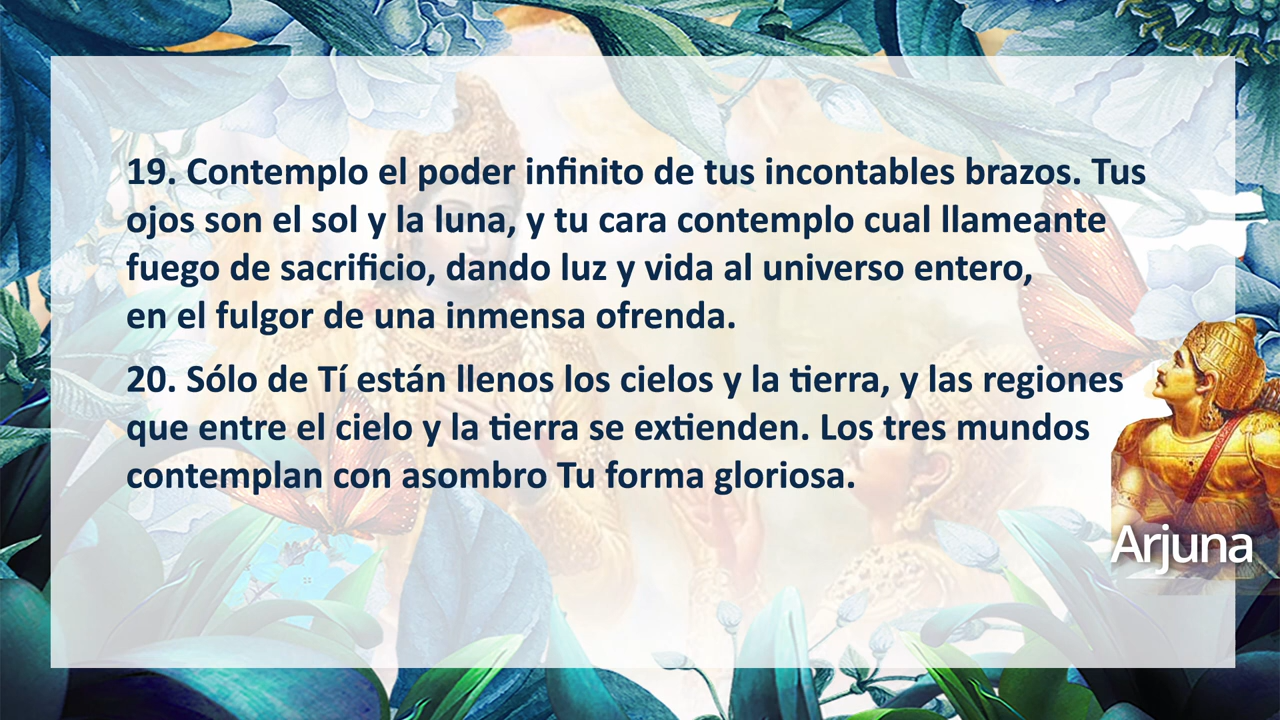 19. Contemplo el poder infinito de tus incontables brazos. Tus
ojos son el sol y la luna, y tu cara contemplo cual llameante
fuego de sacrificio, dando luz y vida al universo entero,
en el fulgor de una inmensa ofrenda.
20. Sólo de Tí están llenos los cielos y la tierra, y las regiones
que entre el cielo y la tierra se extienden. Los tres mundos
contemplan con asombro Tu forma gloriosa.
Arjuna